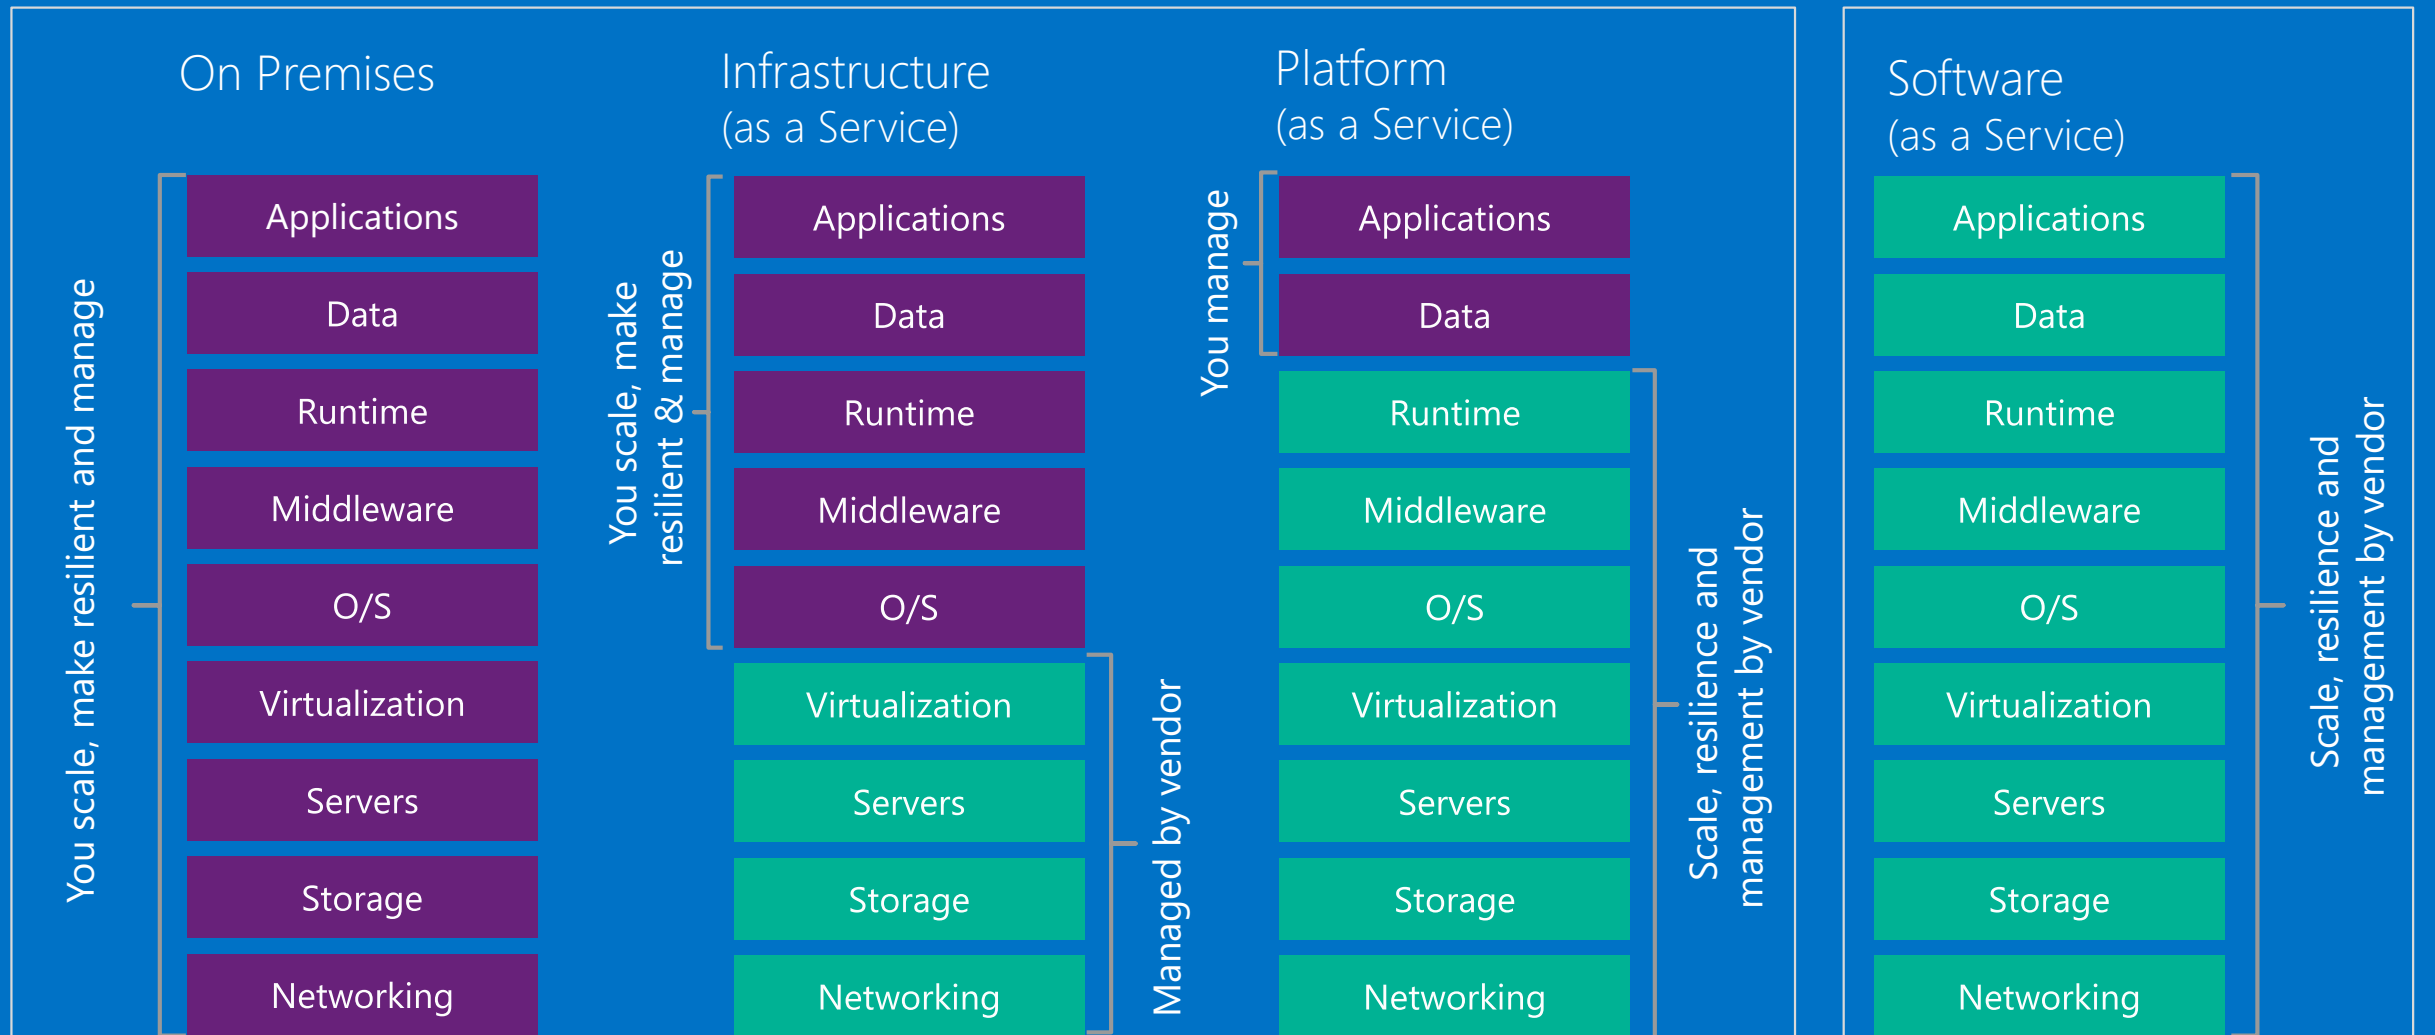 On Premises
You scale, make resilient and manage
Applications
Data
Runtime
Middleware
O/S
Virtualization
Servers
Storage
Networking
Infrastructure
(as a Service)
You scale, make
resilient & manage
Applications
Data
Runtime
Middleware
O/S
Virtualization
Servers
Storage
Networking
Managed by vendor
Platform
(as a Service)
You manage
Applications
Data
Runtime
Middleware
O/S
Virtualization
Servers
Storage
Networking
Scale, resilience and
management by vendor
Software
(as a Service)
Applications
Data
Runtime
Middleware
O/S
Virtualization
Servers
Storage
Networking
Scale, resilience and
management by vendor